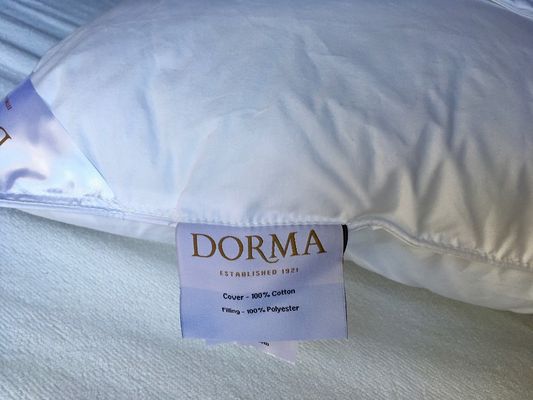 DORMA
ESTABLISHED 1921
Cover - 100% Cotton
Filling - 100% Polyester